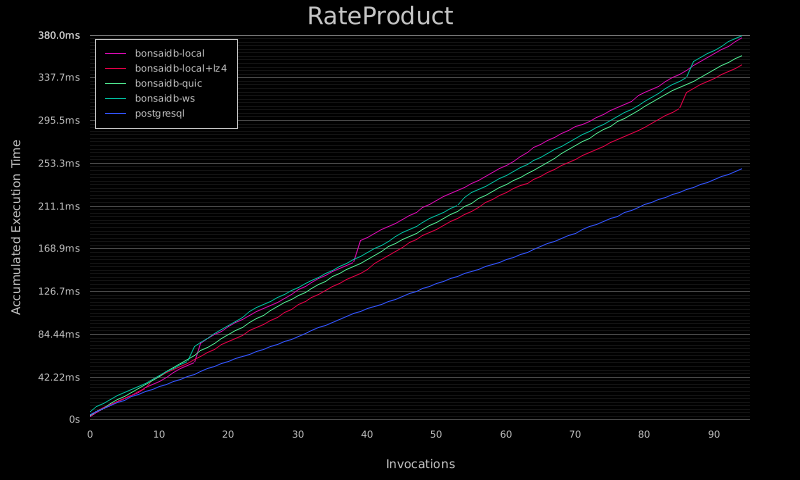 RateProduct
380.0ms
337.7ms
295.5ms
253.3ms
211.1ms
168.9ms
126.7ms
84.44ms
42.22ms
0s
Accumulated Execution Time
bonsaidb-local
bonsaidb-local+lz4
bonsaidb-quic
bonsaidb-ws
postgresql
0 10 20 30 40 50 60 70 80 90
Invocations